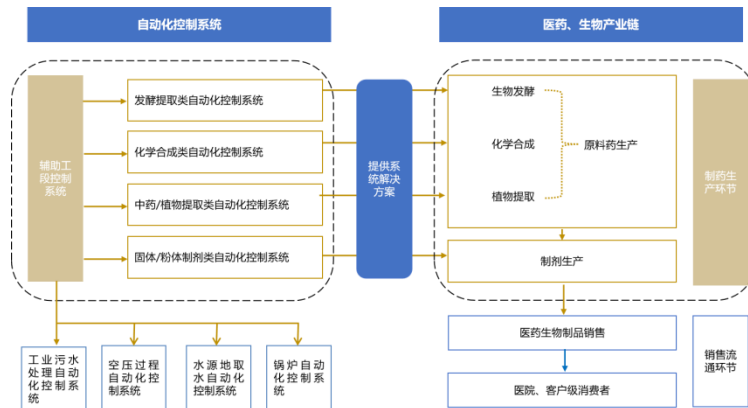 自动化控制系统
医药、生物产业链
辅助工
段控制
系统
发酵提取类自动化控制系统
化学合成类自动化控制系统
中药/植物提取类自动化控制系统
固体/粉体制剂类自动化控制系统
提供系
统解决
方案
生物发酵
化学合成
植物提取
原料药生产
制剂生产
制药生
产环节
工业污水
处理自动
化控制系
统
空压过程
自动化控
制系统
水源地取
水自动化
控制系统
锅炉自动
化控制系
统
医药生物制品销售
医院、客户级消费者
销售流
通环节